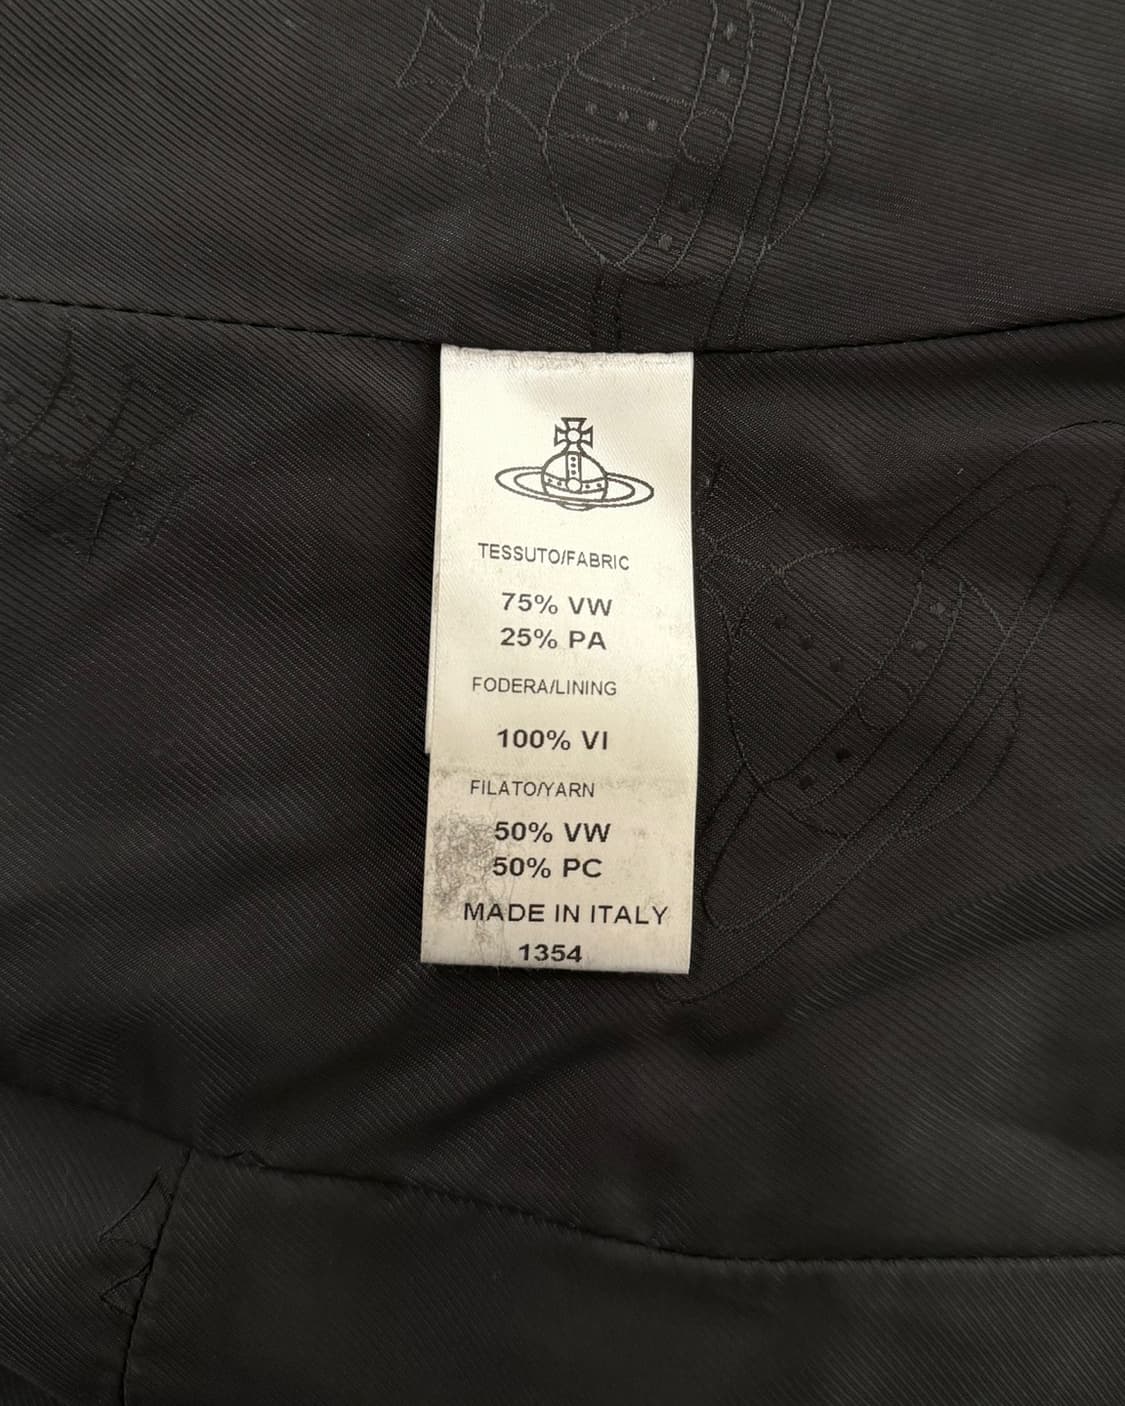 TESSUTO/FABRIC
75% VW
25% PA
FODERA/LINING
100% VI
FILATO/YARN
50% VW
50% PC
MADE IN ITALY
1354